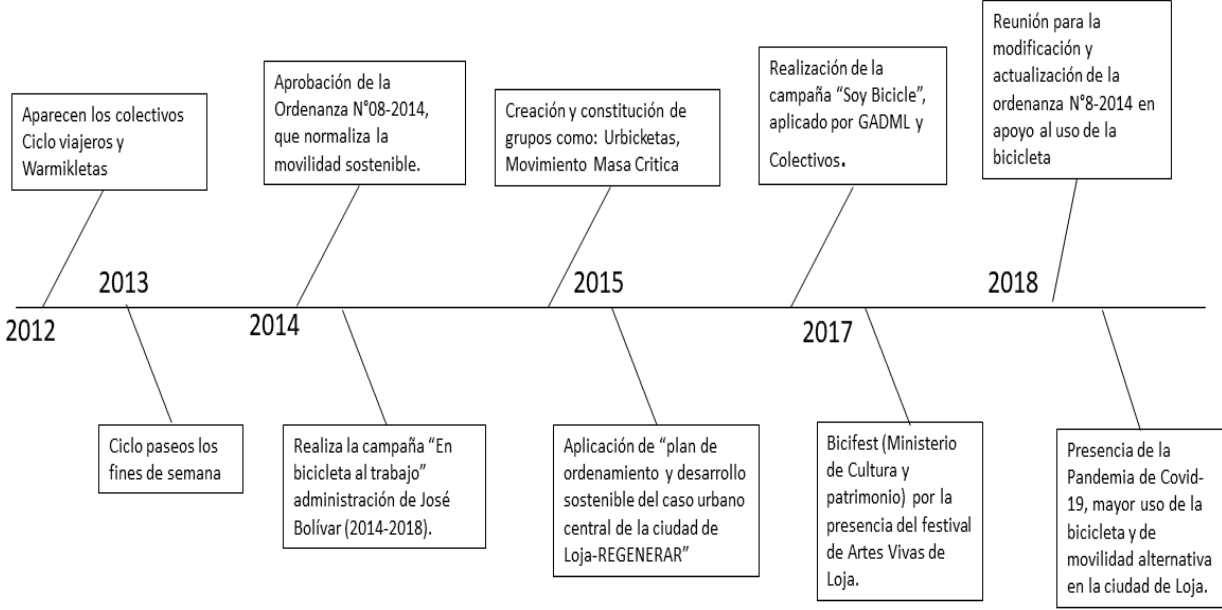 Aparecen los colectivos
Ciclo viajeros y
Warmikletas
Aprobación de la
Ordenanza N°08-2014,
que normaliza la
movilidad sostenible.
Creación y constitución de
grupos como: Urbicketas,
Movimiento Masa Critica
Realización de la
campaña “Soy Bicicle”,
aplicado por GADML y
Colectivos.
Reunión para la
modificación y
actualización de la
ordenanza N°8-2014 en
apoyo al uso de la
bicicleta
2013
2015
2018
2012
2014
2017
Ciclo paseos los
fines de semana
Realiza la campaña “En
bicicleta al trabajo”
administración de José
Bolívar (2014-2018).
Aplicación de “plan de
ordenamiento y desarrollo
sostenible del caso urbano
central de la ciudad de
Loja-REGENERAR”
Bicifest (Ministerio
de Cultura y
patrimonio) por la
presencia del festival
de Artes Vivas de
Loja.
Presencia de la
Pandemia de Covid-
19, mayor uso de la
bicicleta y de
movilidad alternativa
en la ciudad de Loja.